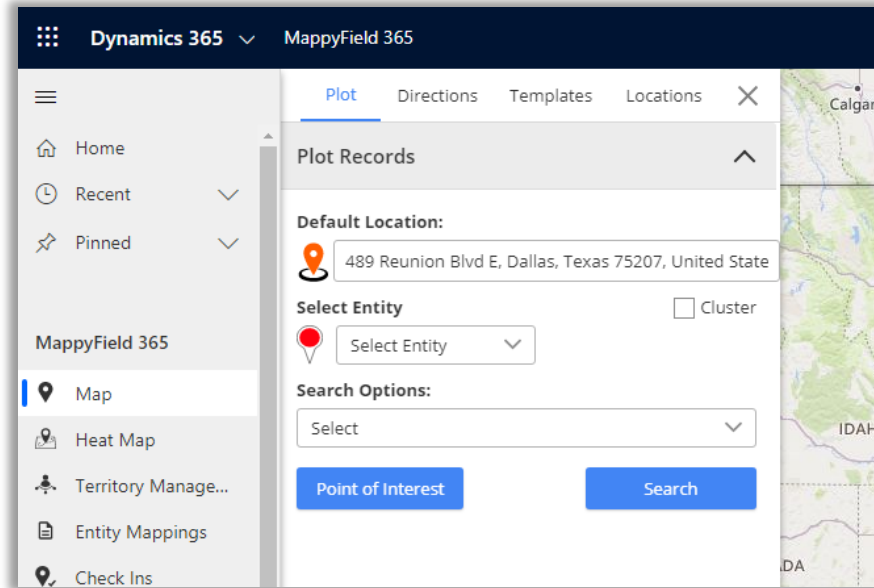 Dynamics 365
MappyField 365
Home
Recent
Pinned
MappyField 365
Map
Heat Map
Territory Manage...
Entity Mappings
Check Ins
Plot
Directions
Templates
Locations
Plot Records
Default Location:
489 Reunion Blvd E, Dallas, Texas 75207, United State
Select Entity
Cluster
Select Entity
Search Options:
Select
Point of Interest
Search
Calgar
IDAH
DA